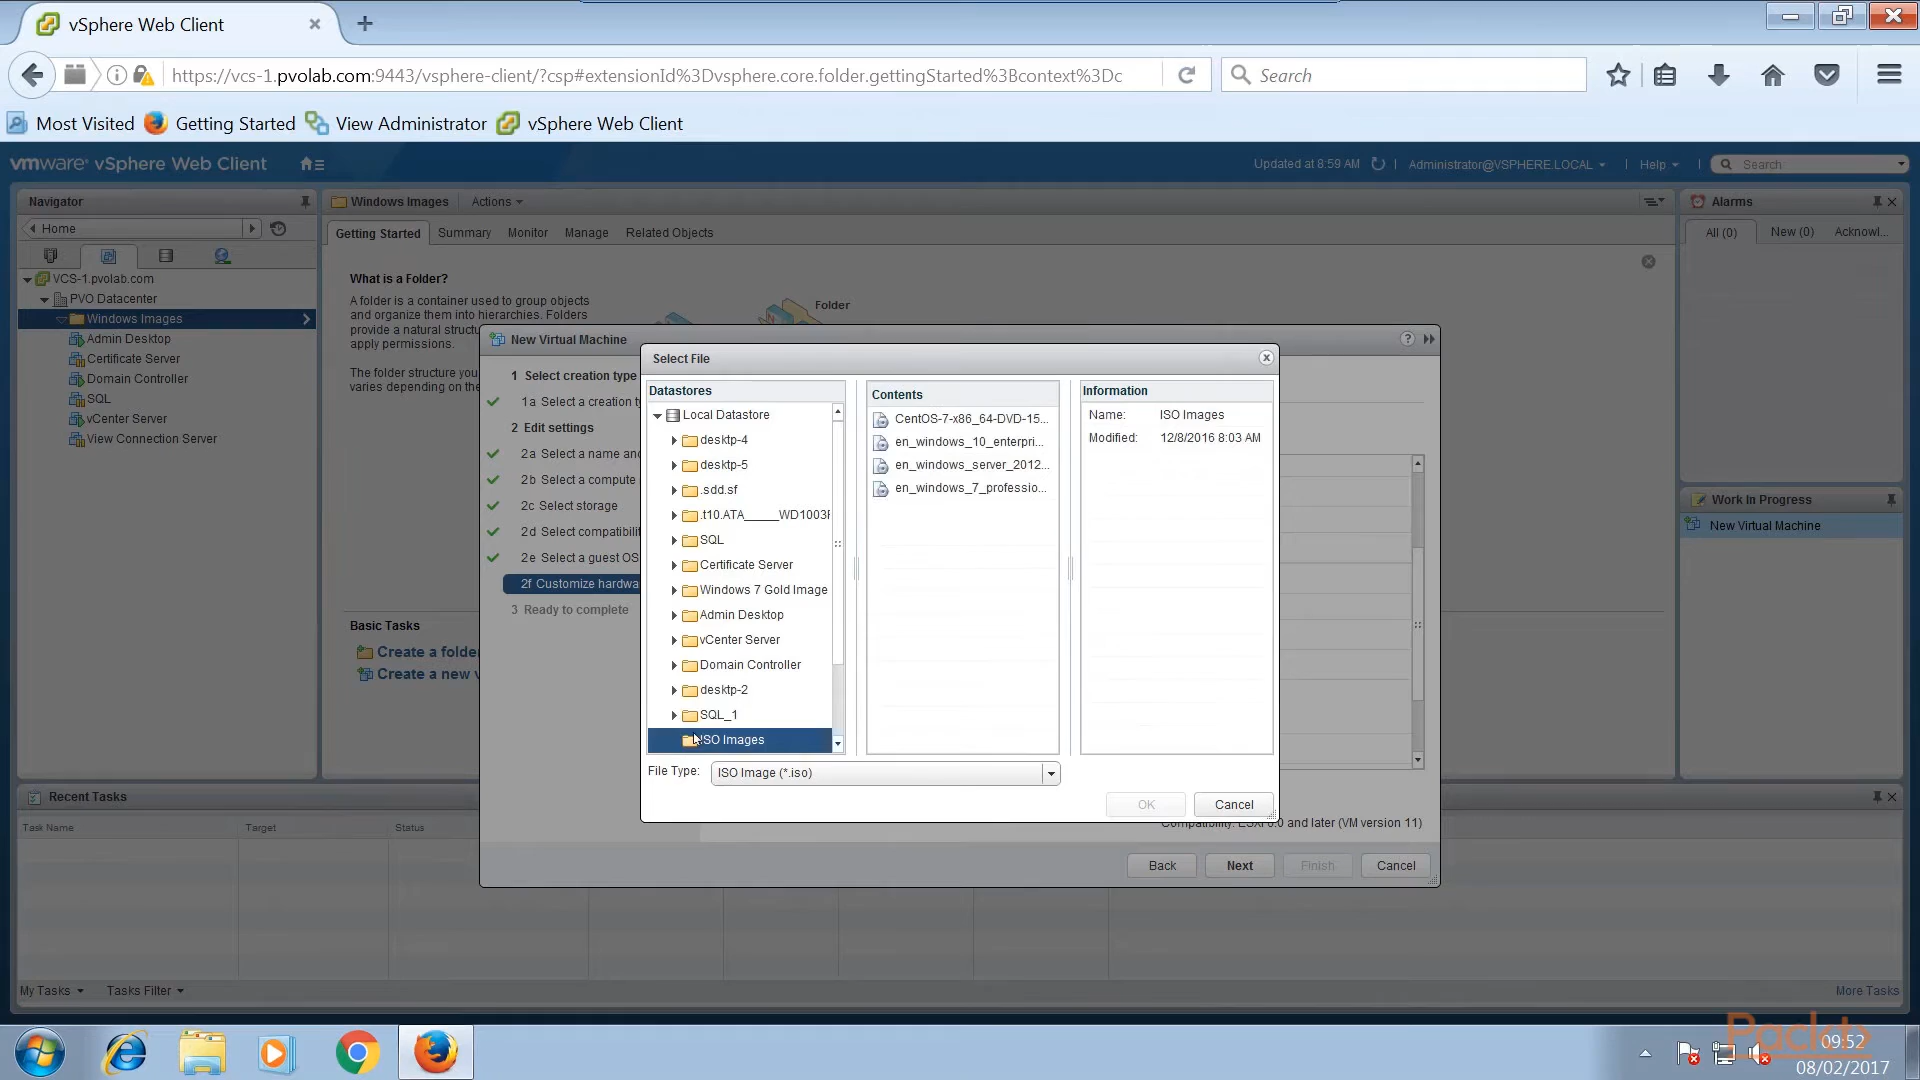 vSphere Web Client
https://vcs-1.pvolab.com:9443/vsphere-client/?csp#extensionId%3Dvsphere.core.folder.gettingStarted%3Bcontext%3Dc
Search
Most Visited
Getting Started
View Administrator
vSphere Web Client
vmware® vSphere Web Client
Updated at 8:59 AM
Administrator@VSPHERE.LOCAL
Help
Search
Navigator
Home
VCS-1.pvolab.com
PVO Datacenter
Windows Images
Admin Desktop
Certificate Server
Domain Controller
SQL
vCenter Server
View Connection Server
Windows Images
Actions
Getting Started
Summary
Monitor
Manage
Related Objects
What is a Folder?
A folder is a container used to group objects
and organize them into hierarchies. Folders
provide a natural structu
apply permissions.
The folder structure you
varies depending on the
Folder
Basic Tasks
Create a folde
Create a new v
New Virtual Machine
1 Select creation type
1a Select a creation t
2 Edit settings
2a Select a name and
2b Select a compute
2c Select storage
2d Select compatibili
2e Select a guest OS
2f Customize hardwa
3 Ready to complete
Select File
Datastores
Local Datastore
desktp-4
desktp-5
.sdd.sf
.t10.ATA_____WD1003F
SQL
Certificate Server
Windows 7 Gold Image
Admin Desktop
vCenter Server
Domain Controller
desktp-2
SQL_1
ISO Images
Contents
CentOS-7-x86_64-DVD-15...
en_windows_10_enterpri...
en_windows_server_2012...
en_windows_7_professio...
Information
Name: ISO Images
Modified: 12/8/2016 8:03 AM
File Type: ISO Image (*.iso)
OK
Cancel
Compatibility: ESXi 6.0 and later (VM version 11)
Back
Next
Finish
Cancel
Alarms
All (0)
New (0)
Acknowl...
Work In Progress
New Virtual Machine
Recent Tasks
Task Name
Target
Status
My Tasks
Tasks Filter
More Tasks
Packt>
09:52
08/02/2017